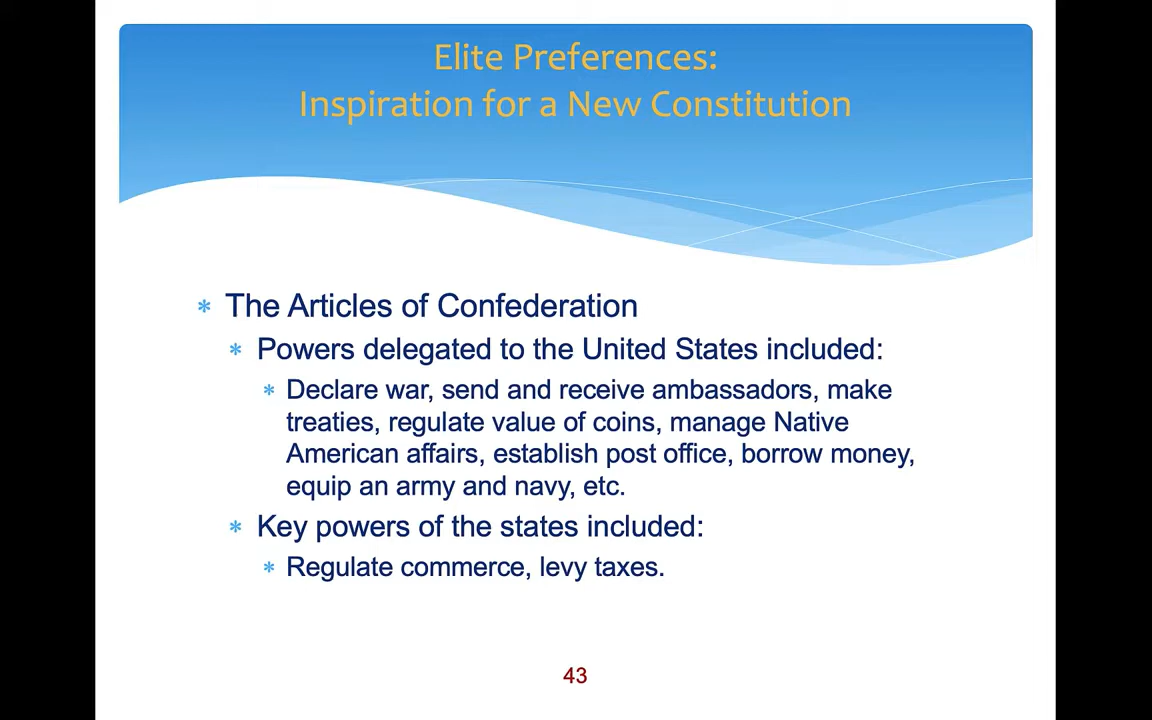 Elite Preferences:
Inspiration for a New Constitution
* The Articles of Confederation
* Powers delegated to the United States included:
* Declare war, send and receive ambassadors, make
treaties, regulate value of coins, manage Native
American affairs, establish post office, borrow money,
equip an army and navy, etc.
* Key powers of the states included:
* Regulate commerce, levy taxes.
43